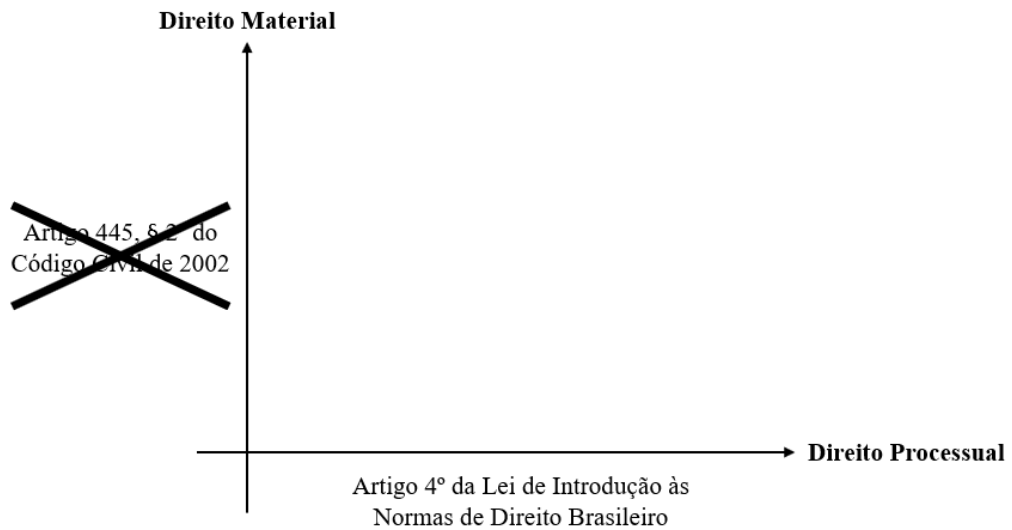 Direito Material
Artigo 445, § 2º do
Código Civil de 2002
Direito Processual
Artigo 4º da Lei de Introdução às
Normas de Direito Brasileiro